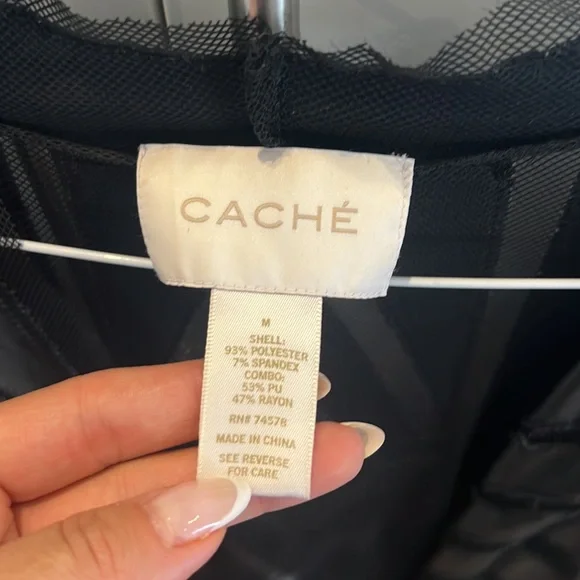 CACHÉ
M
SHELL:
93% POLYESTER
7% SPANDEX
COMBO:
53% PU
47% RAYON
RN# 74578
MADE IN CHINA
SEE REVERSE
FOR CARE